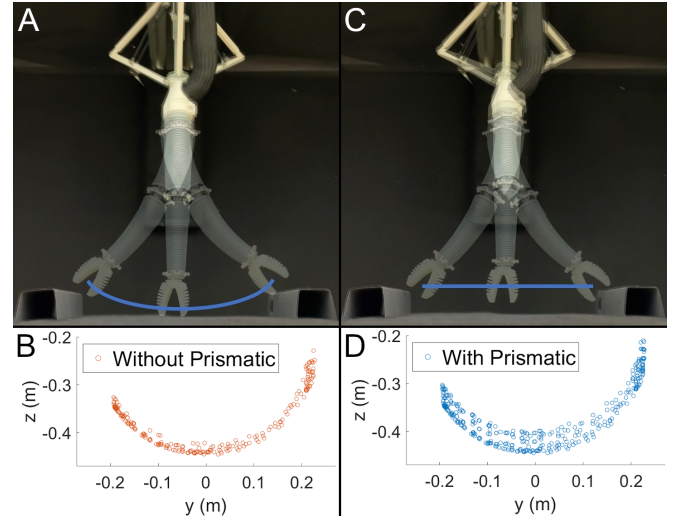 A
C
B
-0.2
-0.3
-0.4
z (m)
Without Prismatic
-0.2 -0.1 0 0.1 0.2
y (m)
D
-0.2
-0.3
-0.4
z (m)
With Prismatic
-0.2 -0.1 0 0.1 0.2
y (m)